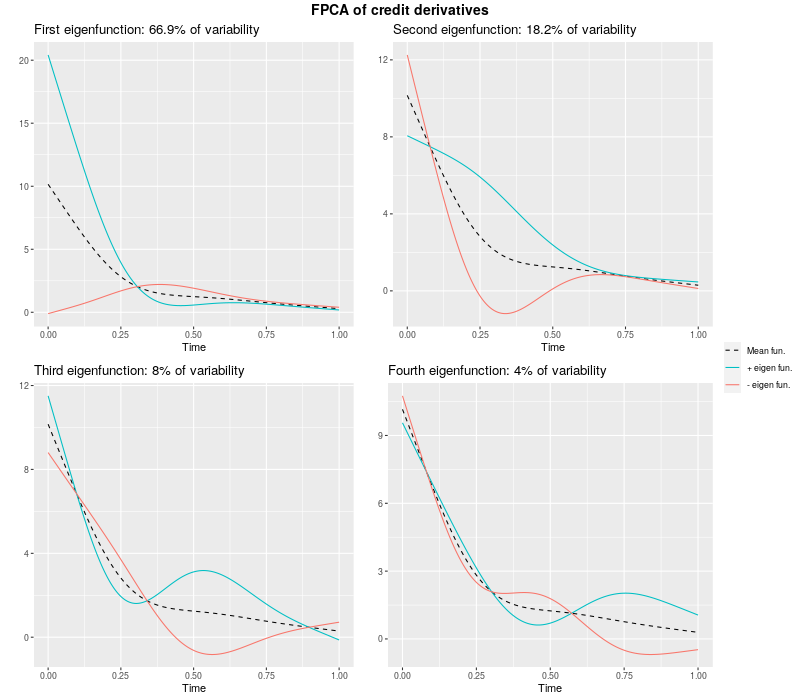 FPCA of credit derivatives
First eigenfunction: 66.9% of variability
20
15
10
5
0
0.00 0.25 0.50 0.75 1.00
Time
Second eigenfunction: 18.2% of variability
12
8
4
0
0.00 0.25 0.50 0.75 1.00
Time
Third eigenfunction: 8% of variability
12
8
4
0
0.00 0.25 0.50 0.75 1.00
Time
Fourth eigenfunction: 4% of variability
9
6
3
0
0.00 0.25 0.50 0.75 1.00
Time
Mean fun.
+ eigen fun.
- eigen fun.